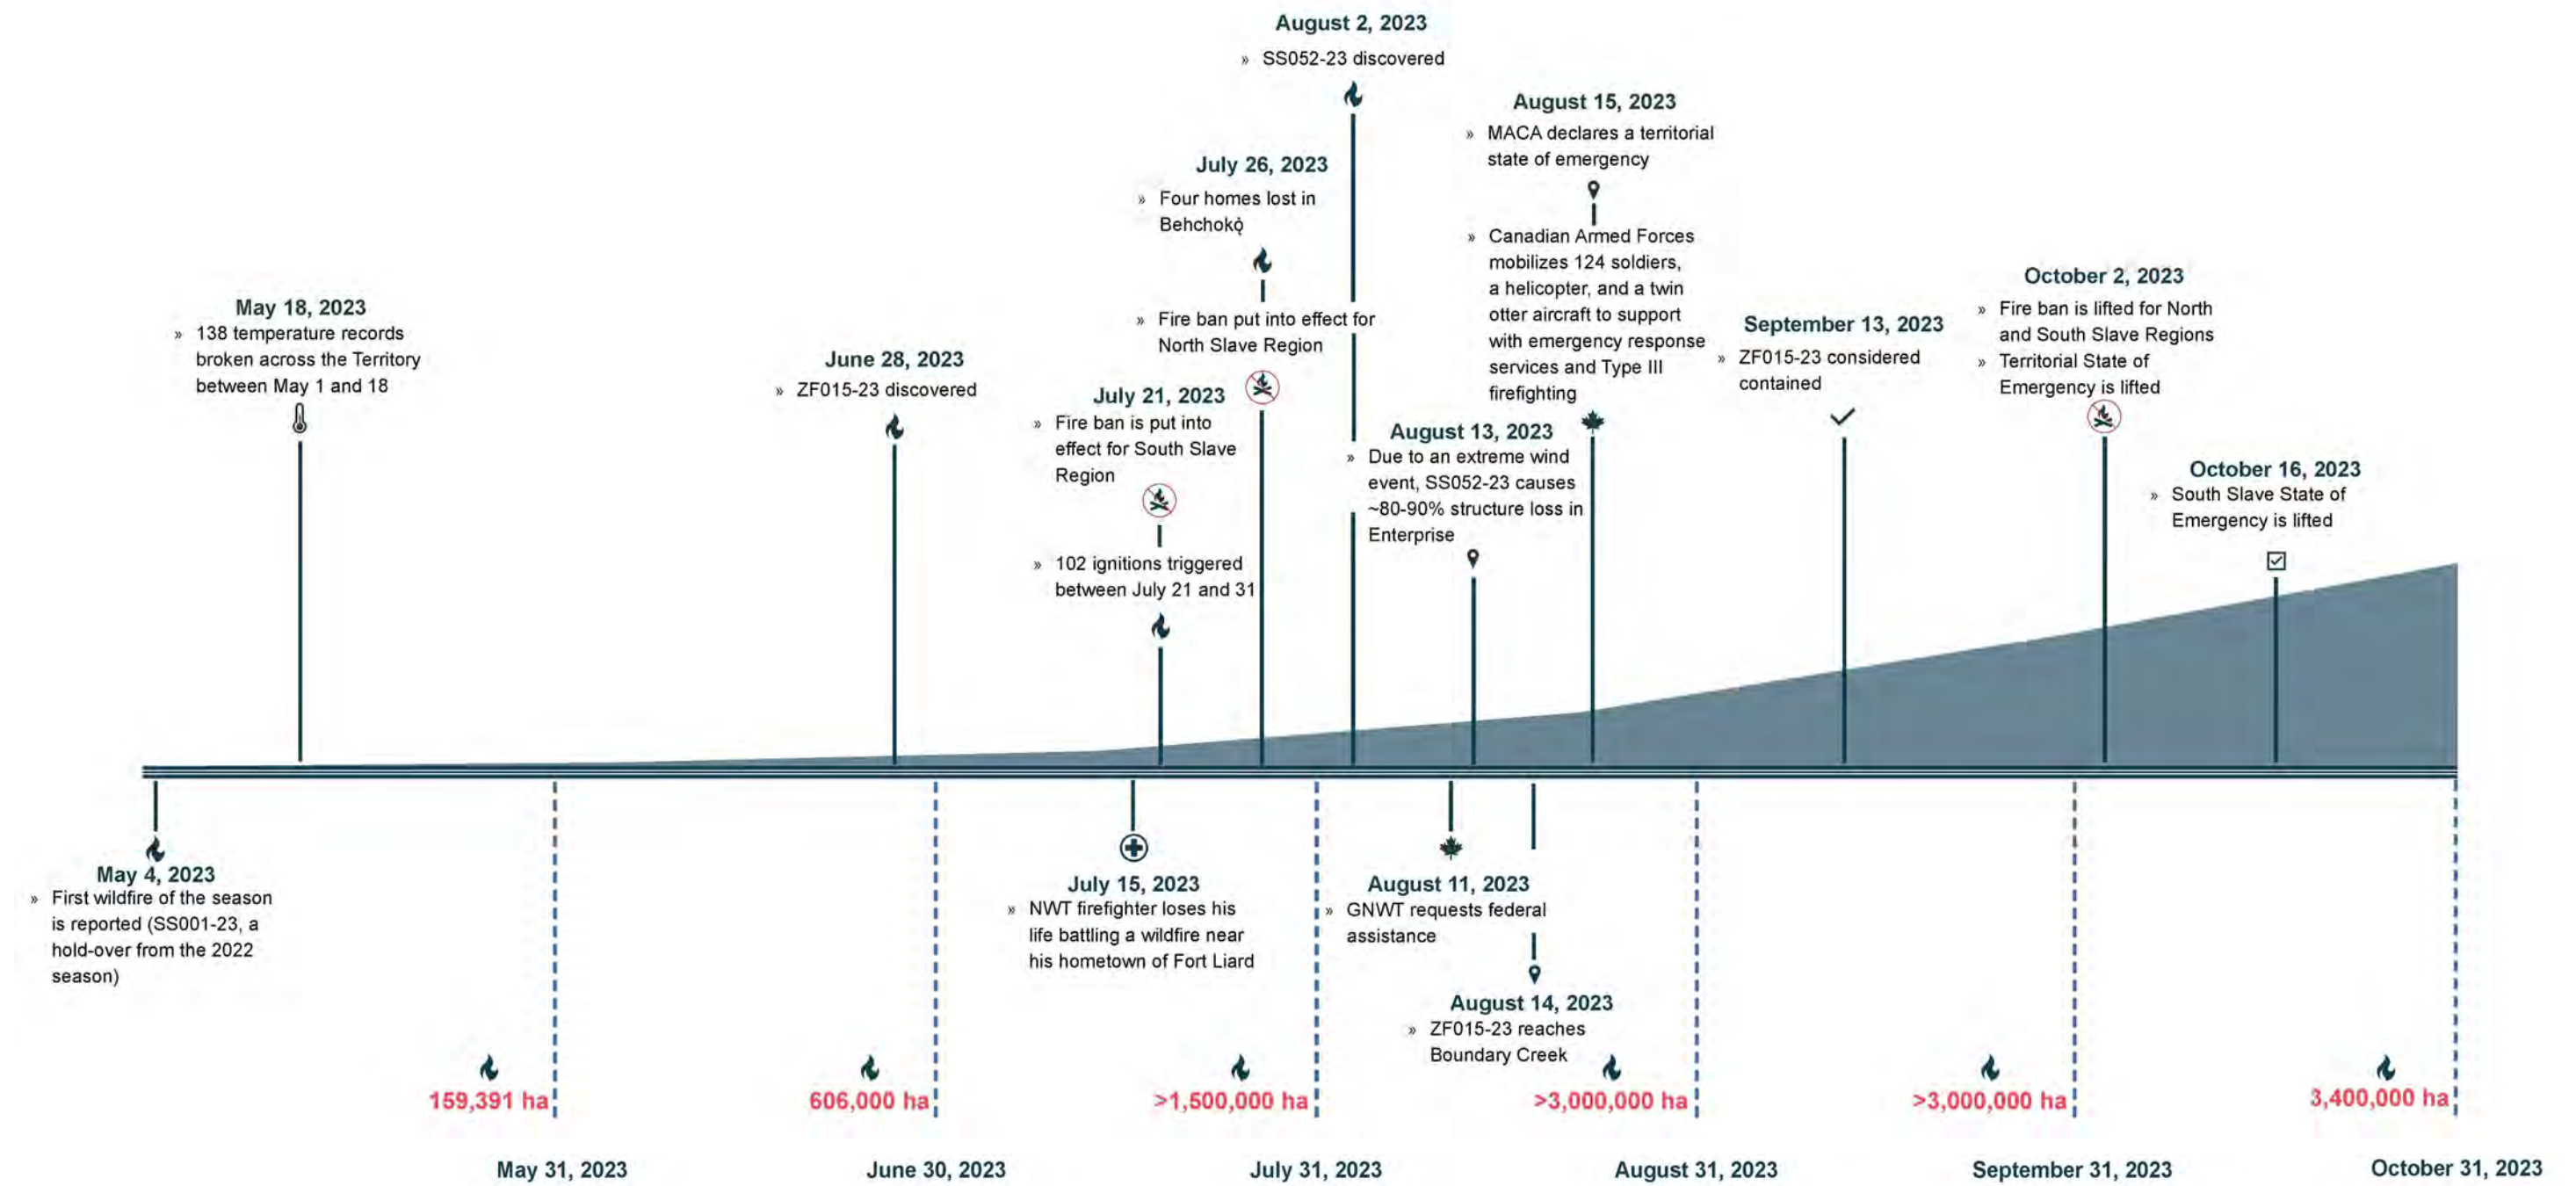 August 2, 2023
» SS052-23 discovered
August 15, 2023
» MACA declares a territorial
state of emergency
» Canadian Armed Forces
mobilizes 124 soldiers,
a helicopter, and a twin
otter aircraft to support
with emergency response
services and Type III
firefighting
July 26, 2023
» Four homes lost in
Behchokǫ̀
» Fire ban put into effect for
North Slave Region
May 18, 2023
» 138 temperature records
broken across the Territory
between May 1 and 18
June 28, 2023
» ZF015-23 discovered
July 21, 2023
» Fire ban is put into
effect for South Slave
Region
» 102 ignitions triggered
between July 21 and 31
August 13, 2023
» Due to an extreme wind
event, SS052-23 causes
~80-90% structure loss in
Enterprise
September 13, 2023
» ZF015-23 considered
contained
October 2, 2023
» Fire ban is lifted for North
and South Slave Regions
» Territorial State of
Emergency is lifted
October 16, 2023
» South Slave State of
Emergency is lifted
May 4, 2023
» First wildfire of the season
is reported (SS001-23, a
hold-over from the 2022
season)
July 15, 2023
» NWT firefighter loses his
life battling a wildfire near
his hometown of Fort Liard
August 11, 2023
» GNWT requests federal
assistance
August 14, 2023
» ZF015-23 reaches
Boundary Creek
159,391 ha
606,000 ha
>1,500,000 ha
>3,000,000 ha
>3,000,000 ha
3,400,000 ha
May 31, 2023
June 30, 2023
July 31, 2023
August 31, 2023
September 31, 2023
October 31, 2023